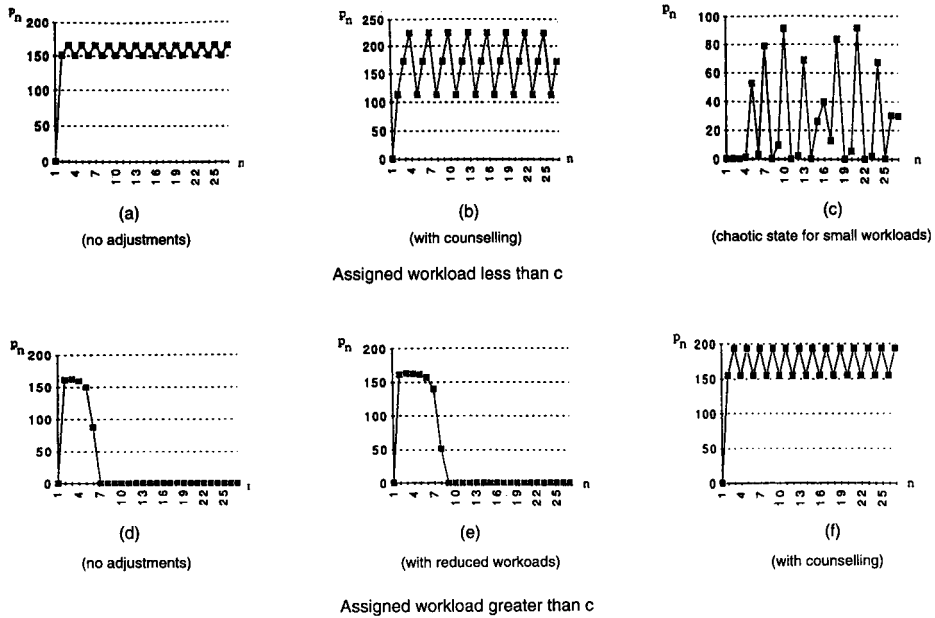 Pn
200
150
100
50
0
1 4 7 10 13 16 19 22 25
n
(a)
(no adjustments)
Pn
250
200
150
100
50
0
1 4 7 10 13 16 19 22 25
n
(b)
(with counselling)
Pn
100
80
60
40
20
0
1 4 7 10 13 16 19 22 25
n
(c)
(chaotic state for small workloads)
Assigned workload less than c
Pn
200
150
100
50
0
1 4 7 10 13 16 19 22 25
(d)
(no adjustments)
Pn
200
150
100
50
0
1 4 7 10 13 16 19 22 25
n
(e)
(with reduced workoads)
Pn
200
150
100
50
0
1 4 7 10 13 16 19 22 25
n
(f)
(with counselling)
Assigned workload greater than c